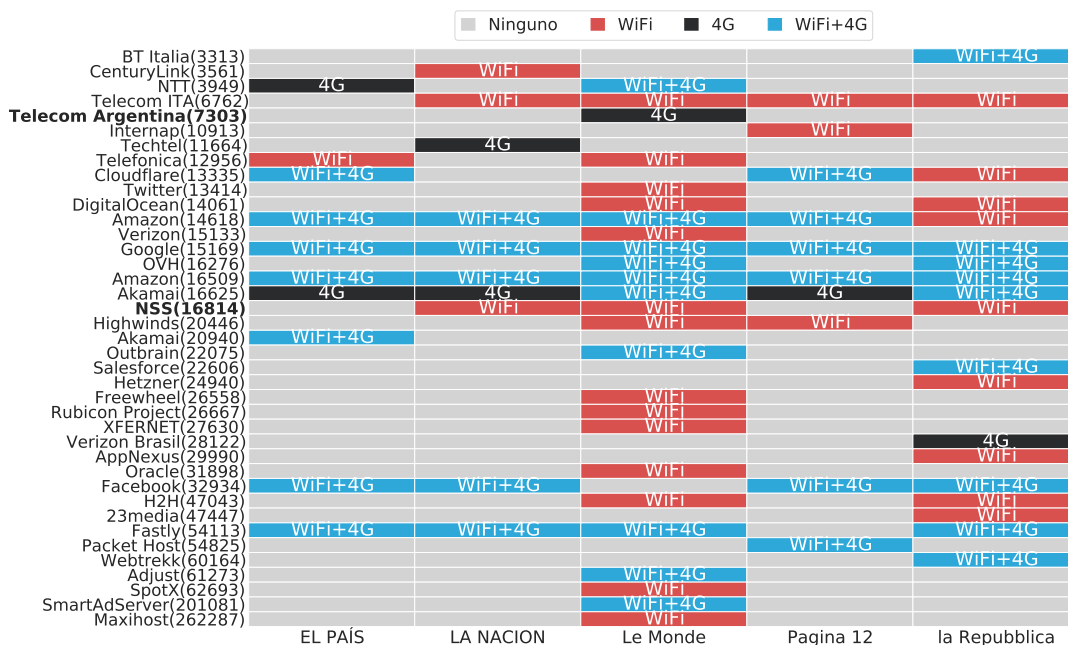 Ninguno WiFi 4G WiFi+4G
BT Italia(3313) WiFi+4G
CenturyLink(3561) WiFi
NTT(3949) 4G WiFi+4G
Telecom ITA(6762) WiFi WiFi WiFi WiFi
Telecom Argentina(7303) 4G
Internap(10913) WiFi
Techtel(11664) 4G
Telefonica(12956) WiFi WiFi
Cloudflare(13335) WiFi+4G WiFi+4G WiFi
Twitter(13414) WiFi
DigitalOcean(14061) WiFi WiFi
Amazon(14618) WiFi+4G WiFi+4G WiFi+4G WiFi+4G WiFi
Verizon(15133) WiFi
Google(15169) WiFi+4G WiFi+4G WiFi+4G WiFi+4G WiFi+4G
OVH(16276) WiFi+4G WiFi+4G
Amazon(16509) WiFi+4G WiFi+4G WiFi+4G WiFi+4G WiFi+4G
Akamai(16625) 4G 4G WiFi+4G 4G WiFi+4G
NSS(16814) WiFi WiFi WiFi
Highwinds(20446) WiFi WiFi
Akamai(20940) WiFi+4G
Outbrain(22075) WiFi+4G
Salesforce(22606) WiFi+4G
Hetzner(24940) WiFi
Freewheel(26558) WiFi
Rubicon Project(26667) WiFi
XFERNET(27630) WiFi
Verizon Brasil(28122) 4G
AppNexus(29990) WiFi
Oracle(31898) WiFi
Facebook(32934) WiFi+4G WiFi+4G WiFi+4G WiFi+4G
H2H(47043) WiFi WiFi
23media(47447) WiFi
Fastly(54113) WiFi+4G WiFi+4G WiFi+4G WiFi+4G
Packet Host(54825) WiFi+4G
Webtrekk(60164) WiFi+4G
Adjust(61273) WiFi+4G
SpotX(62693) WiFi
SmartAdServer(201081) WiFi+4G
Maxihost(262287) WiFi
EL PAÍS LA NACION Le Monde Pagina 12 la Repubblica